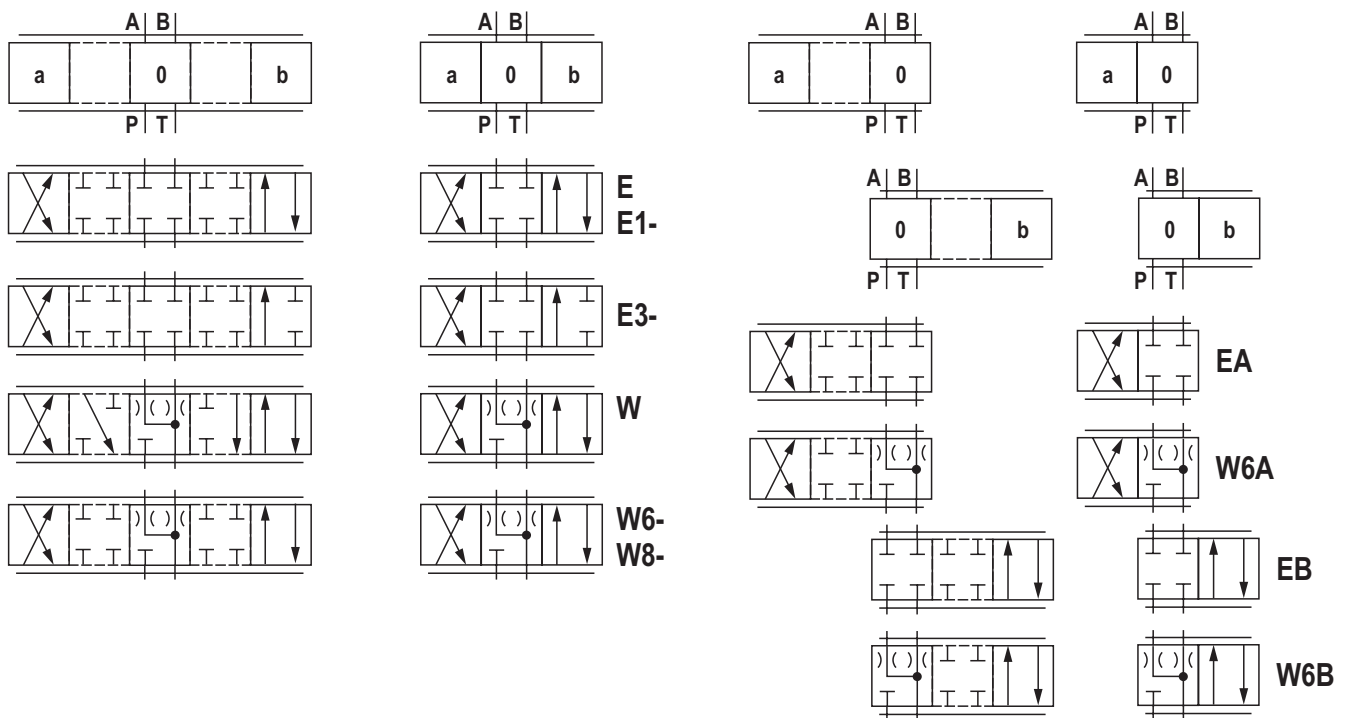 A B
a 0 b
P T
A B
a 0 b
P T
A B
a 0
P T
A B
a 0
P T
E
E1-
E3-
W
W6-
W8-
A B
0 b
P T
A B
0 b
P T
EA
W6A
EB
W6B